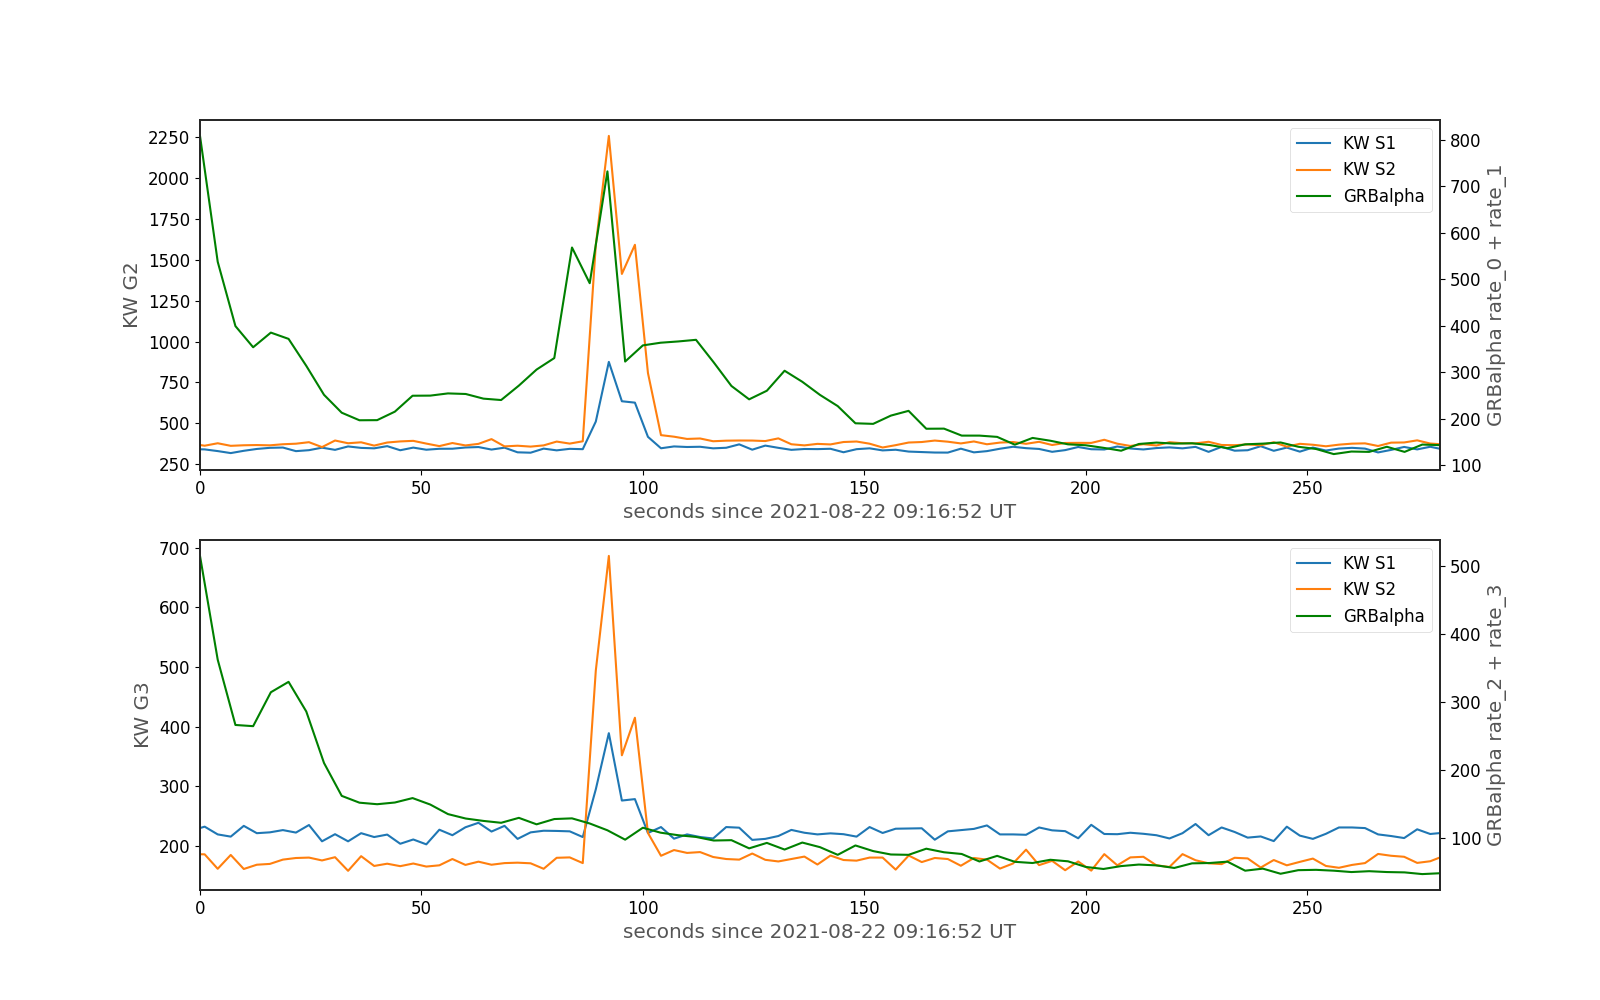 KW G2
2250
2000
1750
1500
1250
1000
750
500
250
KW S1
KW S2
GRBalpha
800
700
600
500
400
300
200
100
GRBalpha rate_0 + rate_1
0 50 100 150 200 250
seconds since 2021-08-22 09:16:52 UT
KW G3
700
600
500
400
300
200
KW S1
KW S2
GRBalpha
500
400
300
200
100
GRBalpha rate_2 + rate_3
0 50 100 150 200 250
seconds since 2021-08-22 09:16:52 UT